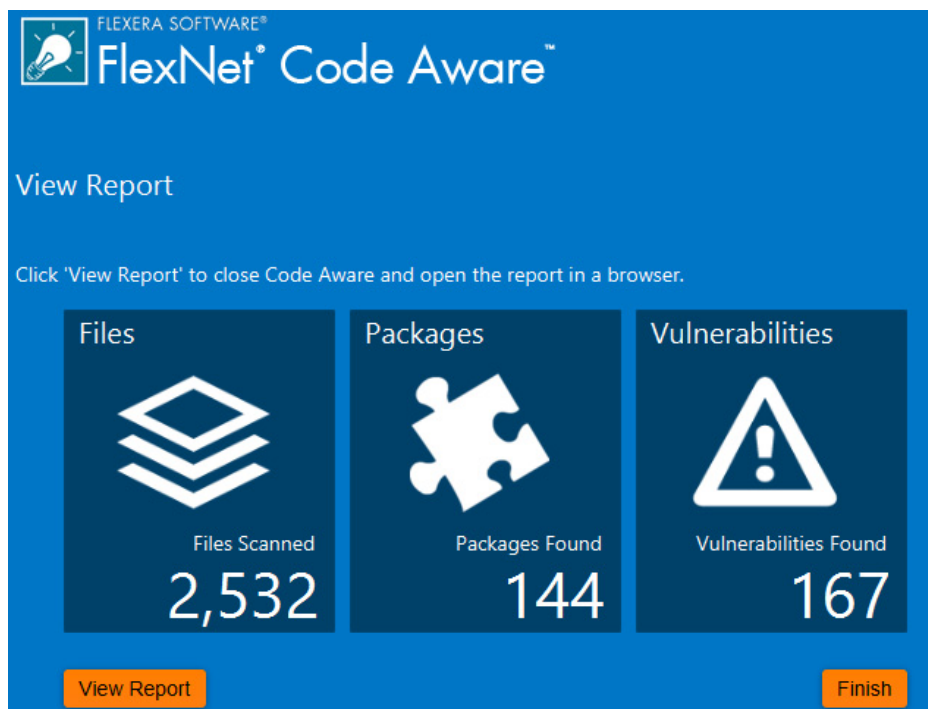 FLEXERA SOFTWARE®
FlexNet® Code Aware™
View Report
Click 'View Report' to close Code Aware and open the report in a browser.
Files
Packages
Vulnerabilities
Files Scanned
2,532
Packages Found
144
Vulnerabilities Found
167
View Report
Finish